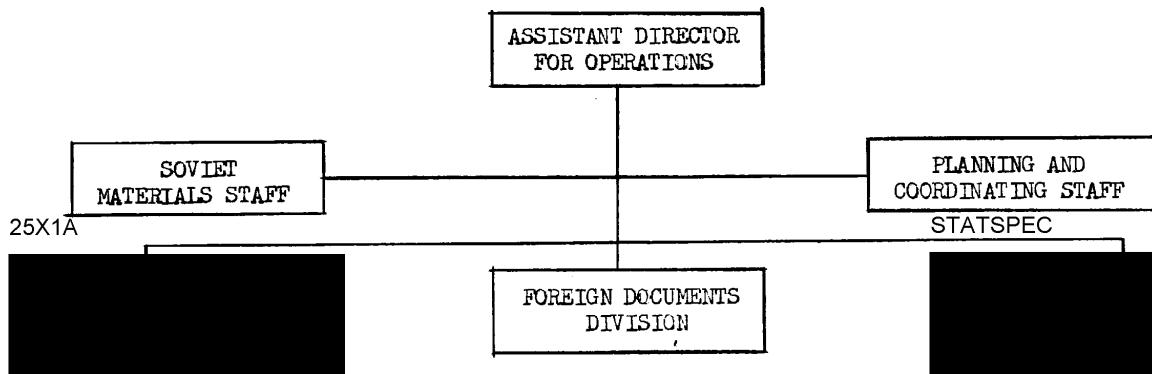 ASSISTANT DIRECTOR
FOR OPERATIONS
SOVIET
MATERIALS STAFF
PLANNING AND
COORDINATING STAFF
25X1A
STATSPEC
FOREIGN DOCUMENTS
DIVISION